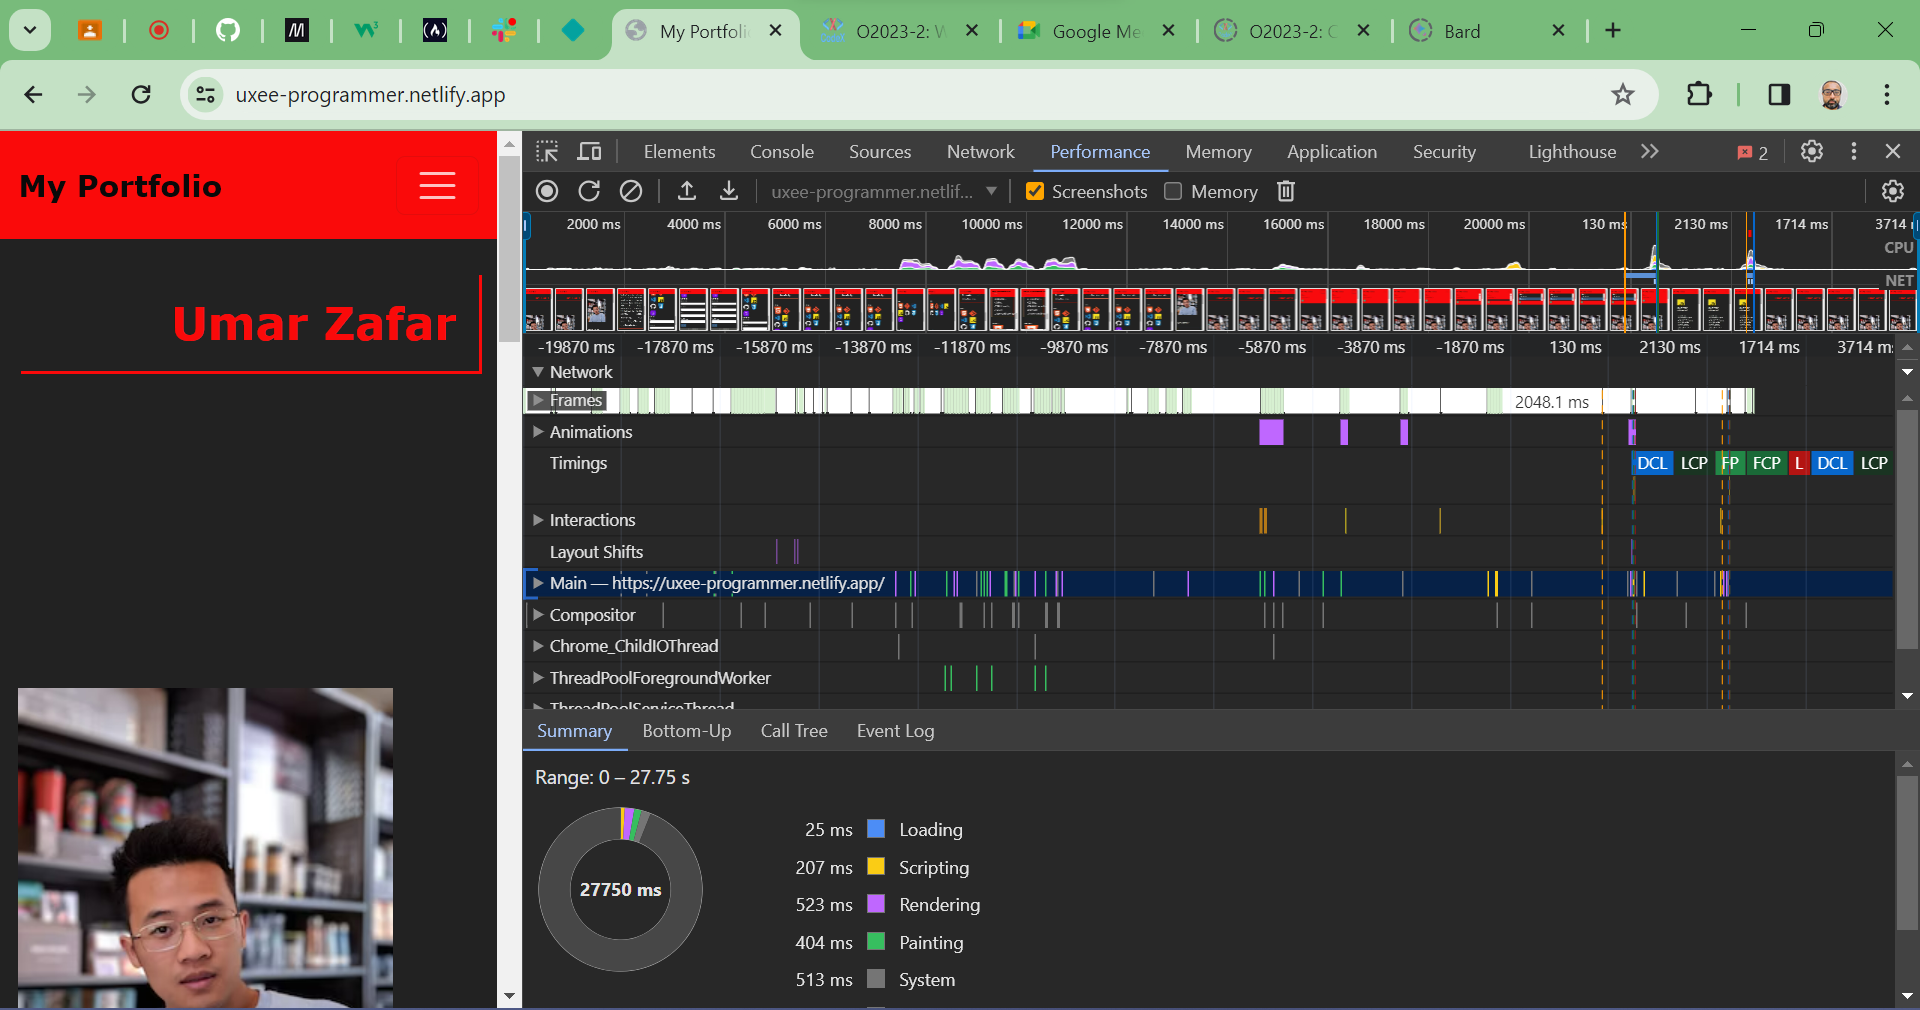 My Portfoli
O2023-2: W
Google Me
O2023-2: C
Bard
uxee-programmer.netlify.app
My Portfolio
Umar Zafar
Elements Console Sources Network Performance Memory Application Security Lighthouse 2
uxee-programmer.netlif... Screenshots Memory
2000 ms 4000 ms 6000 ms 8000 ms 10000 ms 12000 ms 14000 ms 16000 ms 18000 ms 20000 ms 130 ms 2130 ms 1714 ms 3714 
CPU
NET
-19870 ms -17870 ms -15870 ms -13870 ms -11870 ms -9870 ms -7870 ms -5870 ms -3870 ms -1870 ms 130 ms 2130 ms 1714 ms 3714 m
Network
Frames 2048.1 ms
Animations
Timings DCL LCP FP FCP L DCL LCP
Interactions
Layout Shifts
Main — https://uxee-programmer.netlify.app/
Compositor
Chrome_ChildIOThread
ThreadPoolForegroundWorker
ThreadPoolServiceThread
Summary Bottom-Up Call Tree Event Log
Range: 0 – 27.75 s
27750 ms
25 ms Loading
207 ms Scripting
523 ms Rendering
404 ms Painting
513 ms System